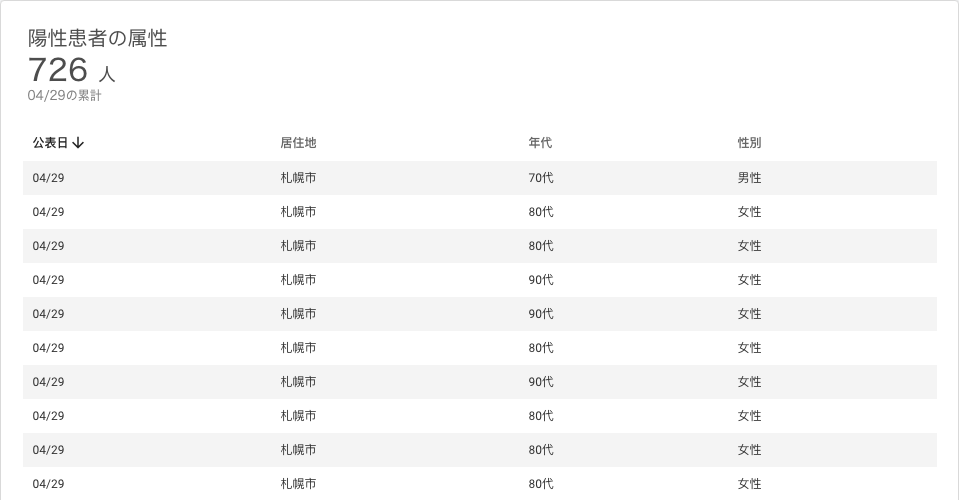 陽性患者の属性
726 人
04/29の累計
公表日 居住地 年代 性別
04/29 札幌市 70代 男性
04/29 札幌市 80代 女性
04/29 札幌市 80代 女性
04/29 札幌市 90代 女性
04/29 札幌市 90代 女性
04/29 札幌市 80代 女性
04/29 札幌市 90代 女性
04/29 札幌市 80代 女性
04/29 札幌市 80代 女性
04/29 札幌市 80代 女性